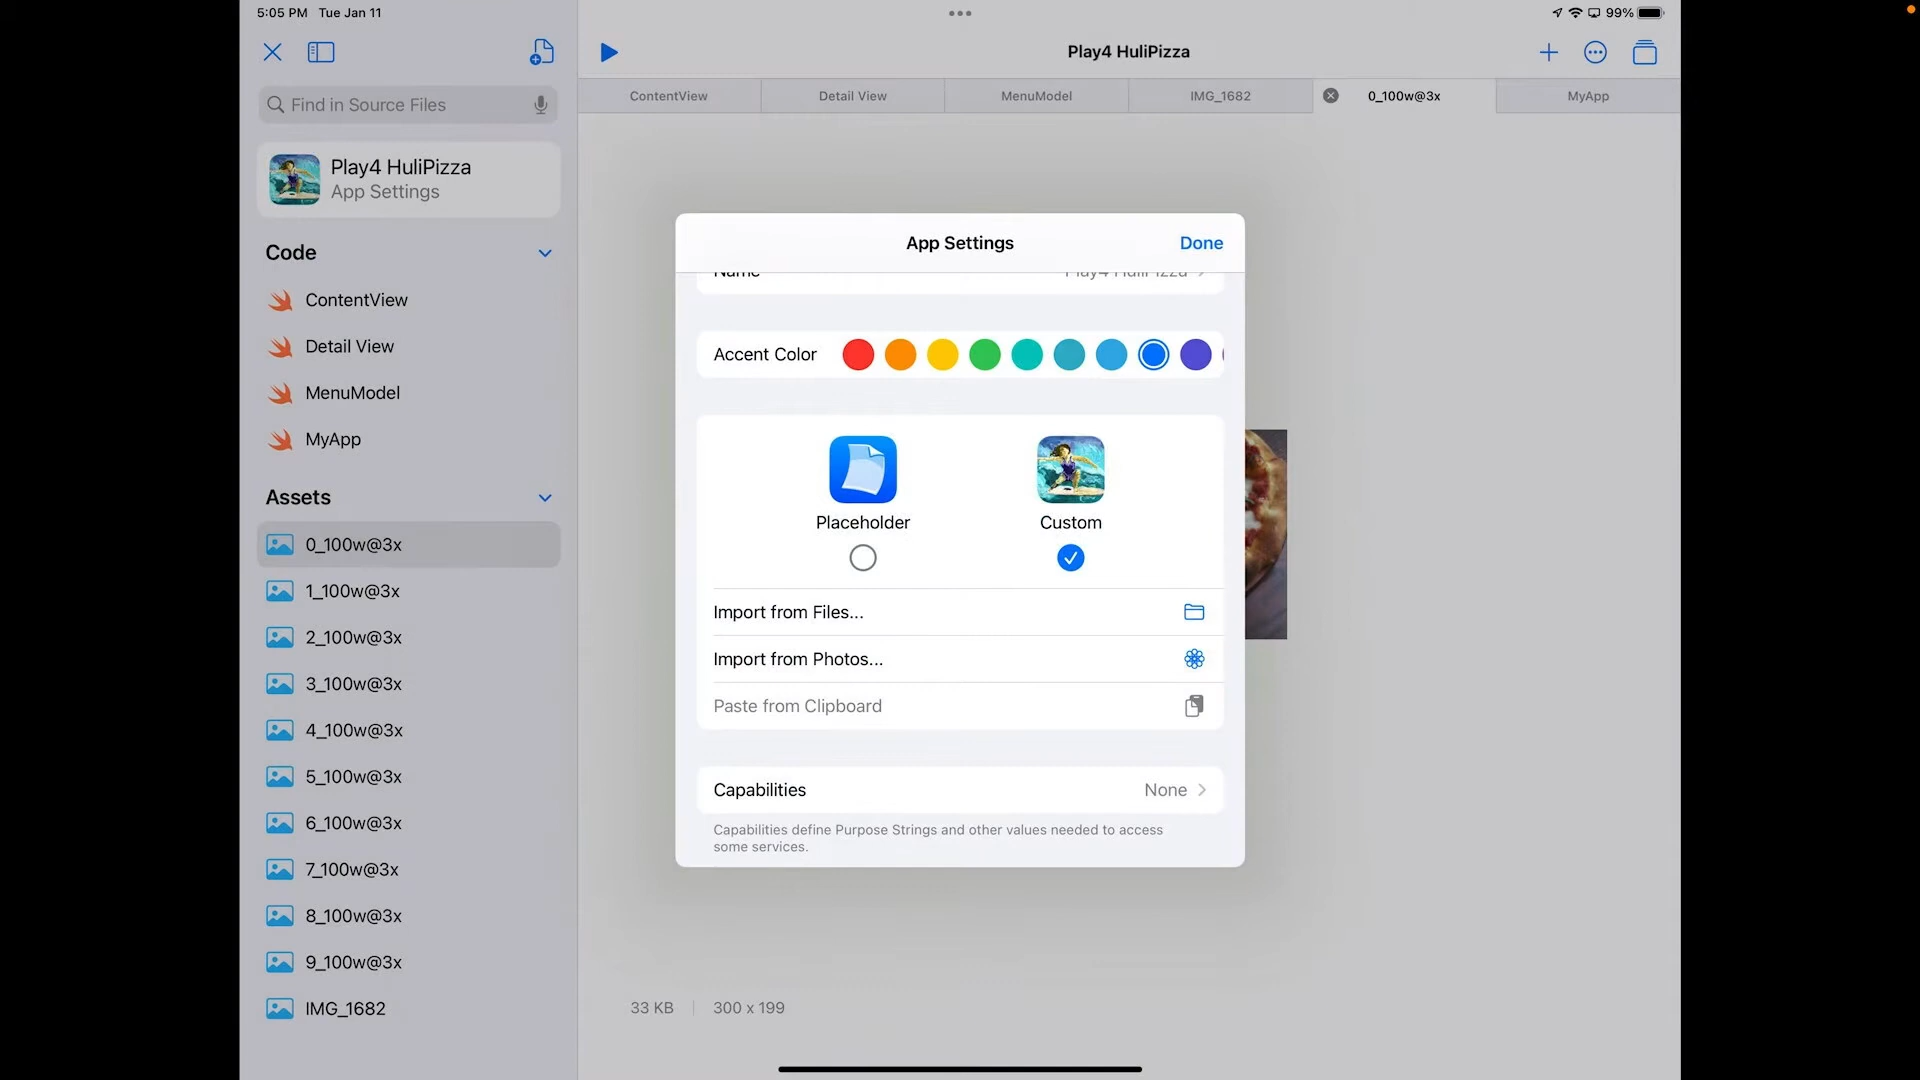 5:05 PM Tue Jan 11
99%
Play4 HuliPizza
Find in Source Files
ContentView
Detail View
MenuModel
IMG_1682
0_100w@3x
MyApp
Play4 HuliPizza
App Settings
Code
ContentView
Detail View
MenuModel
MyApp
Assets
0_100w@3x
1_100w@3x
2_100w@3x
3_100w@3x
4_100w@3x
5_100w@3x
6_100w@3x
7_100w@3x
8_100w@3x
9_100w@3x
IMG_1682
App Settings
Done
Name Play4 HuliPizza
Accent Color
Placeholder
Custom
Import from Files...
Import from Photos...
Paste from Clipboard
Capabilities None
Capabilities define Purpose Strings and other values needed to access
some services.
33 KB
300 x 199